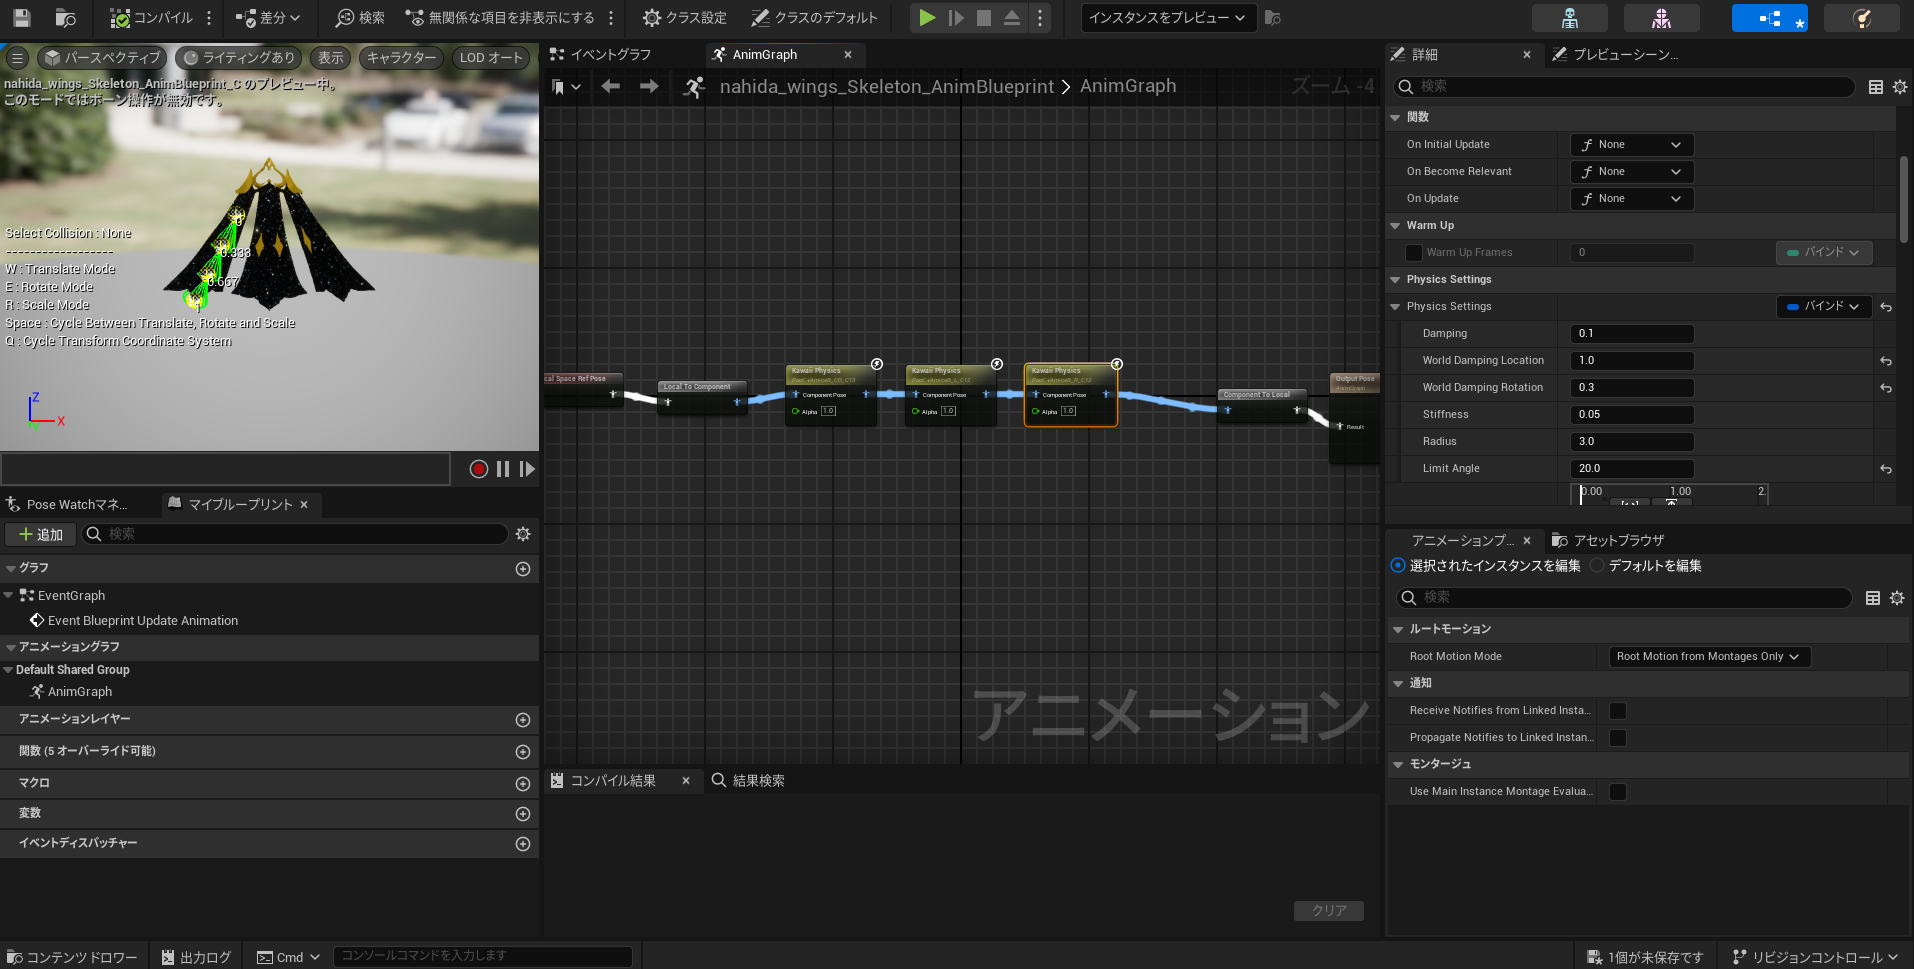 コンパイル
差分
検索
無関係な項目を非表示にする
クラス設定
クラスのデフォルト
インスタンスをプレビュー
パースペクティブ
ライティングあり
表示
キャラクター
LOD オート
nahida_wings_Skeleton_AnimBlueprint_C のプレビュー中。
このモードではボーン操作が無効です。
0.333
0.667
1
Select Collision : None
--------------------
W : Translate Mode
E : Rotate Mode
R : Scale Mode
Space : Cycle Between Translate, Rotate and Scale
Q : Cycle Transform Coordinate System
Z
X
Y
Pose Watchマネ...
マイブループリント
追加
検索
グラフ
EventGraph
Event Blueprint Update Animation
アニメーショングラフ
Default Shared Group
AnimGraph
アニメーションレイヤー
関数 (5 オーバーライド可能)
マクロ
変数
イベントディスパッチャー
イベントグラフ
AnimGraph
nahida_wings_Skeleton_AnimBlueprint > AnimGraph
ズーム -4
cal Space Ref Pose
Local To Component
Kawaii Physics
Component Pose
Alpha 1.0
Kawaii Physics
Component Pose
Alpha 1.0
Kawaii Physics
Component Pose
Alpha 1.0
Component To Local
Output Pose
AnimGraph
Result
アニメーション
コンパイル結果
結果検索
クリア
詳細
プレビューシーン...
検索
関数
On Initial Update
None
On Become Relevant
None
On Update
None
Warm Up
Warm Up Frames
0
バインド
Physics Settings
Physics Settings
バインド
Damping
0.1
World Damping Location
1.0
World Damping Rotation
0.3
Stiffness
0.05
Radius
3.0
Limit Angle
20.0
0.00
1.00
2.
アニメーションプ...
アセットブラウザ
選択されたインスタンスを編集
デフォルトを編集
検索
ルートモーション
Root Motion Mode
Root Motion from Montages Only
通知
Receive Notifies from Linked Insta...
Propagate Notifies to Linked Instan...
モンタージュ
Use Main Instance Montage Evalua...
コンテンツ ドロワー
出力ログ
Cmd
コンソールコマンドを入力します
1個が未保存です
リビジョンコントロール